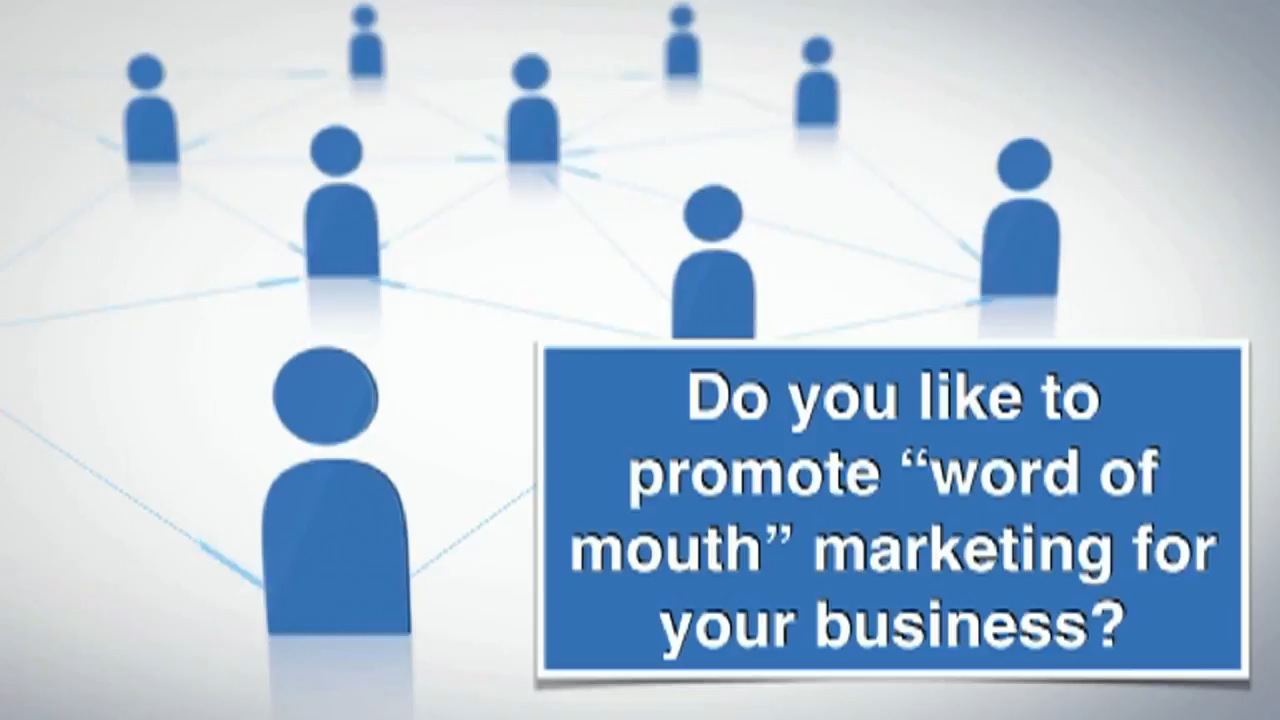 Do you like to
promote “word of
mouth” marketing for
your business?